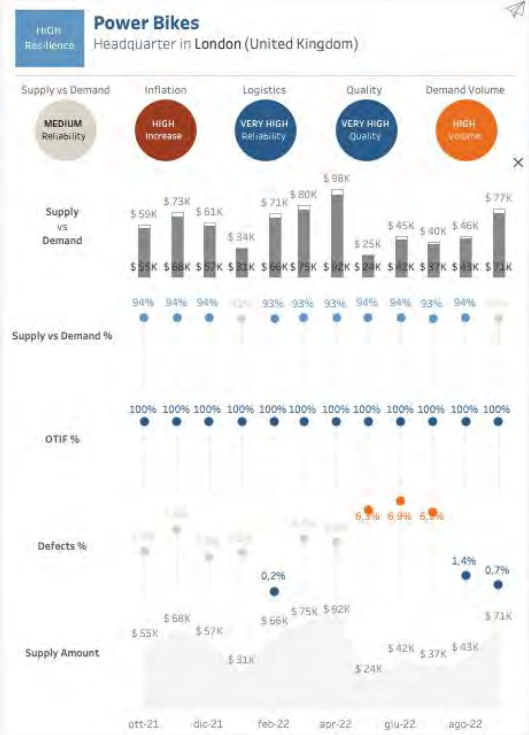 HIGH
Resilience
Power Bikes
Headquarter in London (United Kingdom)
Supply vs Demand Inflation Logistics Quality Demand Volume
MEDIUM
Reliability
HIGH
Increase
VERY HIGH
Reliability
VERY HIGH
Quality
HIGH
Volume
Supply
vs
Demand
$ 59K $ 73K $ 61K $ 34K $ 71K $ 80K $ 98K $ 25K $ 45K $ 40K $ 46K $ 77K
$ 55K $ 68K $ 57K $ 31K $ 66K $ 75K $ 92K $ 24K $ 42K $ 37K $ 43K $ 71K
Supply vs Demand %
94% 94% 94% 93% 93% 93% 94% 94% 93% 94%
OTIF %
100% 100% 100% 100% 100% 100% 100% 100% 100% 100% 100% 100%
Defects %
0,2% 6,9% 1,4% 0,7%
Supply Amount
$ 55K $ 68K $ 57K $ 31K $ 66K $ 75K $ 92K $ 24K $ 42K $ 37K $ 43K $ 71K
ott-21 dic-21 feb-22 apr-22 giu-22 ago-22